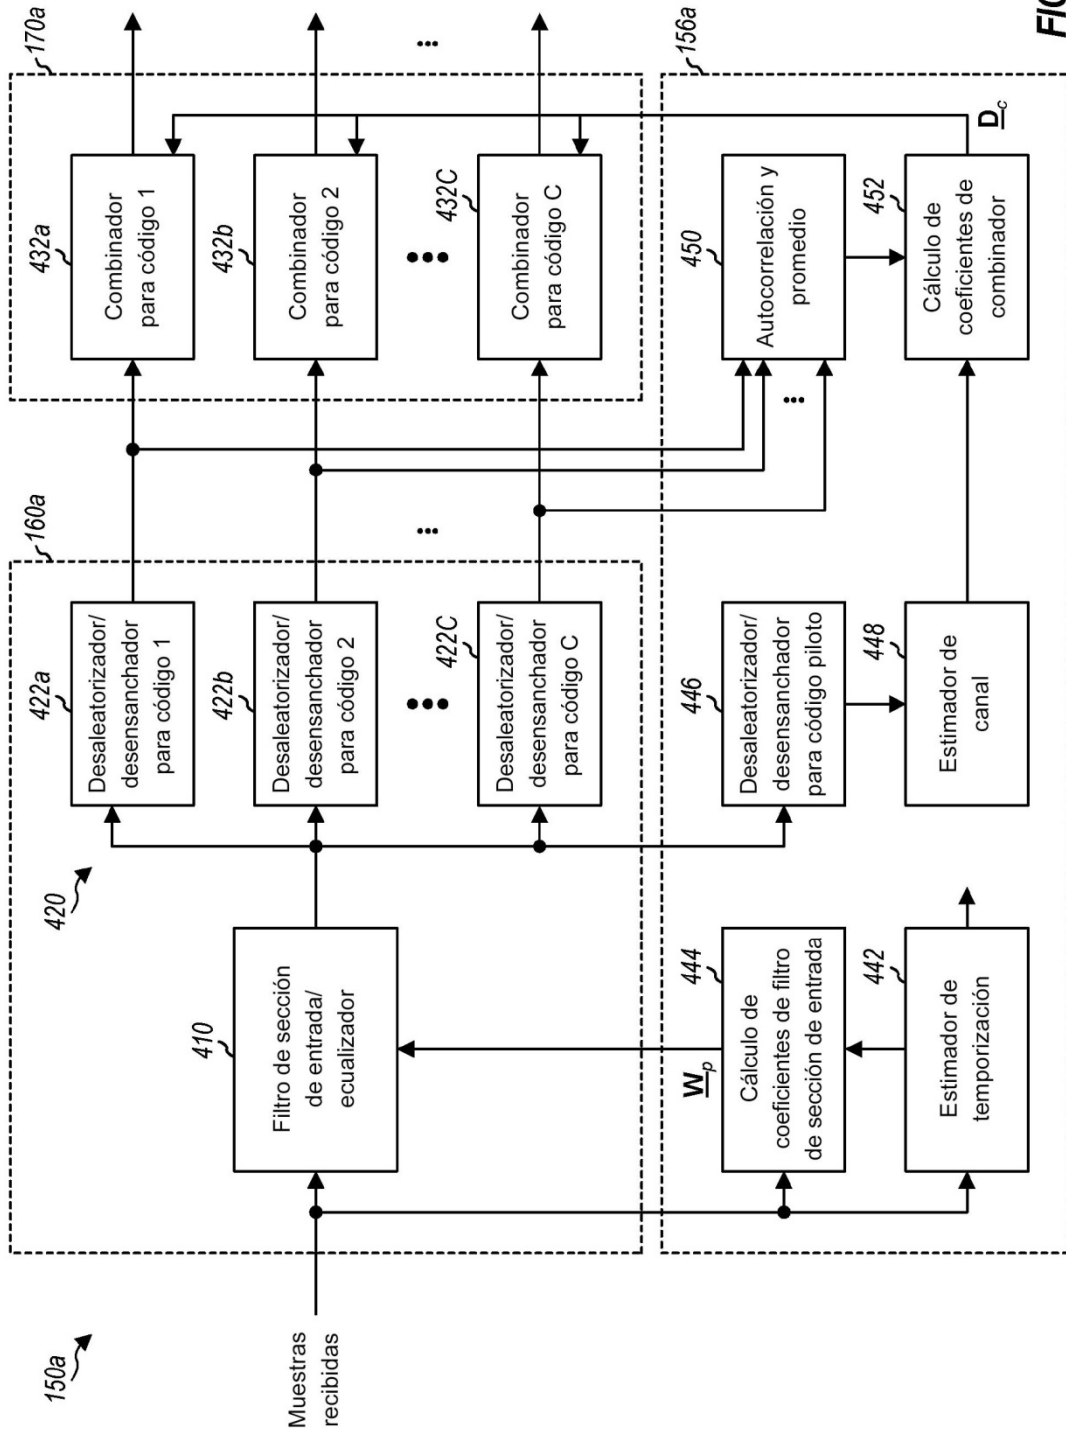 150a
Muestras
recibidas
160a
410
Filtro de sección
de entrada/
ecualizador
420
422a
Desaleatorizador/
desensanchador
para código 1
422b
Desaleatorizador/
desensanchador
para código 2
•••
422C
Desaleatorizador/
desensanchador
para código C
...
170a
432a
Combinador
para código 1
432b
Combinador
para código 2
•••
432C
Combinador
para código C
...
156a
W_p
444
Cálculo de
coeficientes de filtro
de sección de entrada
442
Estimador de
temporización
446
Desaleatorizador/
desensanchador
para código piloto
448
Estimador de
canal
...
450
Autocorrelación y
promedio
452
Cálculo de
coeficientes de
combinador
D_c